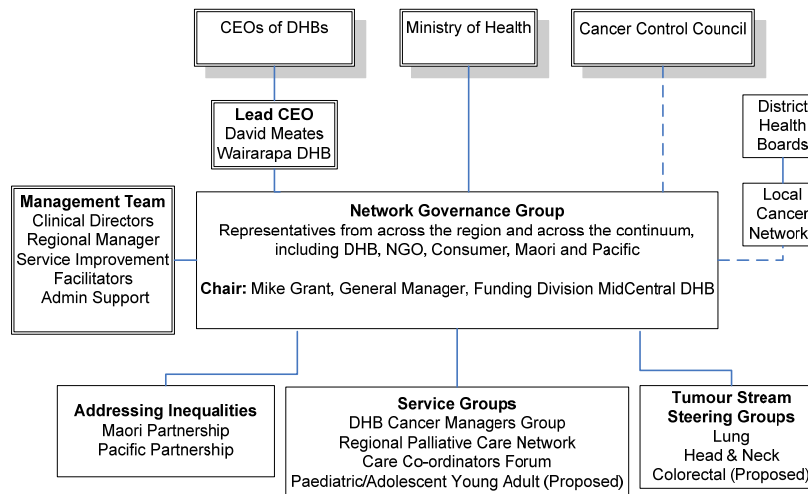 CEOs of DHBs
Ministry of Health
Cancer Control Council
Lead CEO
David Meates
Wairarapa DHB
District
Health
Boards
Local
Cancer
Network
Management Team
Clinical Directors
Regional Manager
Service Improvement
Facilitators
Admin Support
Network Governance Group
Representatives from across the region and across the continuum,
including DHB, NGO, Consumer, Maori and Pacific
Chair: Mike Grant, General Manager, Funding Division MidCentral DHB
Addressing Inequalities
Maori Partnership
Pacific Partnership
Service Groups
DHB Cancer Managers Group
Regional Palliative Care Network
Care Co-ordinators Forum
Paediatric/Adolescent Young Adult (Proposed)
Tumour Stream
Steering Groups
Lung
Head & Neck
Colorectal (Proposed)